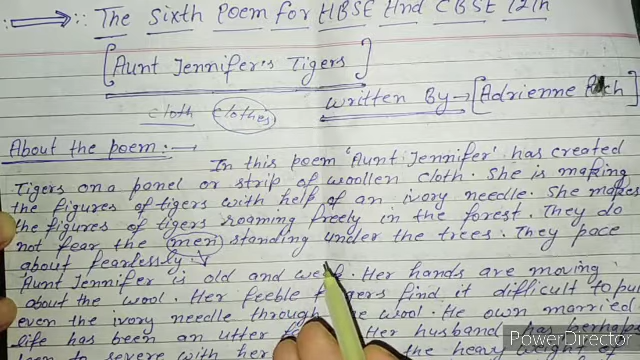 The Sixth Poem for HBSE And CBSE 12th
[Aunt Jennifer's Tigers]
cloth clothes written By → [Adrienne Rich]
About the poem :- →
In this poem 'Aunt Jennifer' has created
Tigers on a panel or strip of woollen cloth. She is making
the figures of tigers with help of an ivory needle. She makes
the figures of tigers roaming freely in the forest. They do
not fear the men standing under the trees. They pace
about fearlessly
Aunt Jennifer is old and weak. Her hands are moving
about the wool. Her feeble fingers find it difficult to pull
even the ivory needle through the wool. He own married
life has been an utter Her husband has perhaps
to severe with her the heavy weight of
PowerDirector